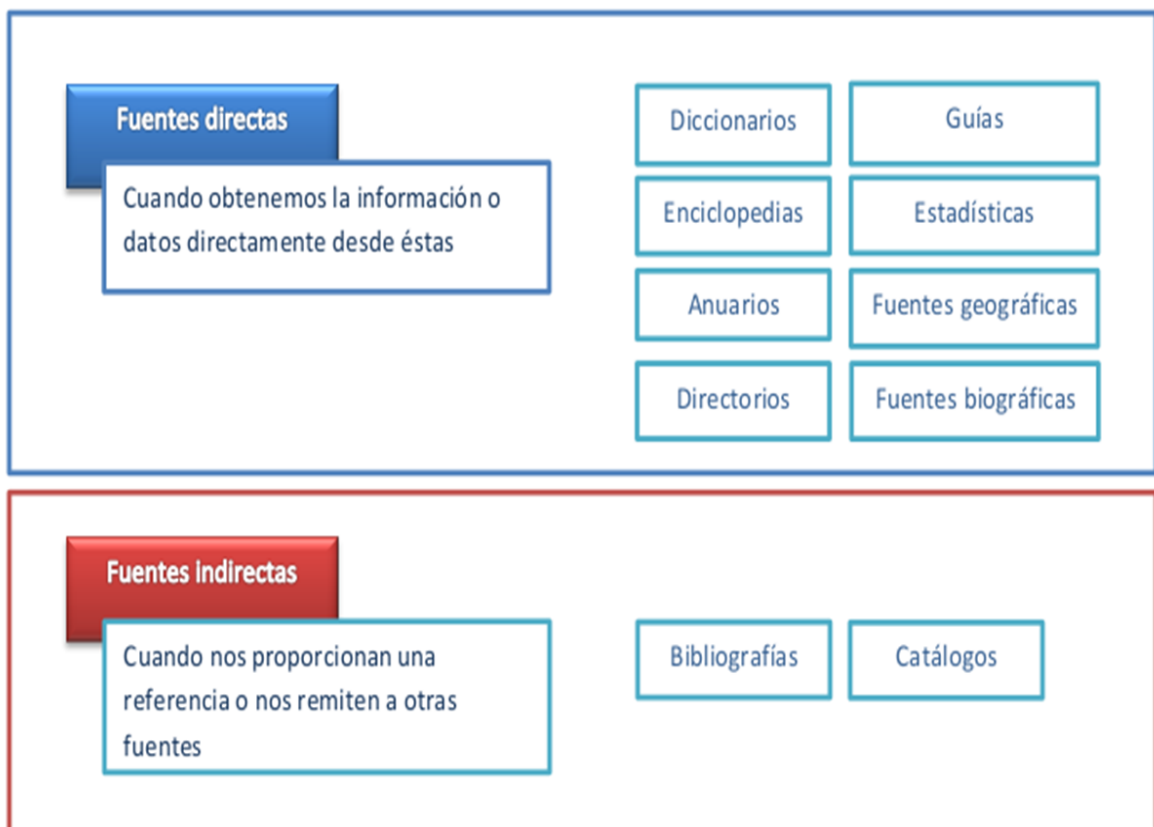 Fuentes directas
Cuando obtenemos la información o
datos directamente desde éstas
Diccionarios
Guías
Enciclopedias
Estadísticas
Anuarios
Fuentes geográficas
Directorios
Fuentes biográficas
Fuentes indirectas
Cuando nos proporcionan una
referencia o nos remiten a otras
fuentes
Bibliografías
Catálogos